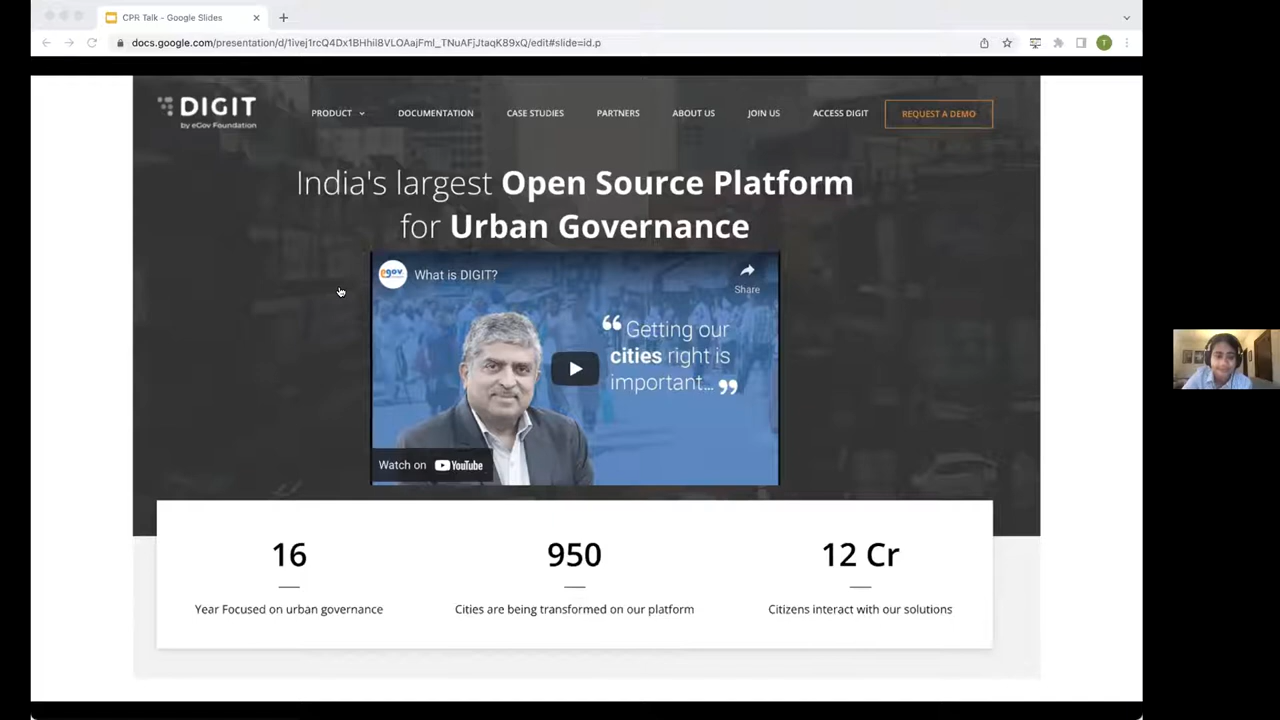 CPR Talk - Google Slides
docs.google.com/presentation/d/1ivej1rcQ4Dx1BHhil8VLOAajFml_TNuAFjJtaqK89xQ/edit#slide=id.p
T
DIGIT
by eGov Foundation
PRODUCT
DOCUMENTATION
CASE STUDIES
PARTNERS
ABOUT US
JOIN US
ACCESS DIGIT
REQUEST A DEMO
India's largest Open Source Platform
for Urban Governance
egov
What is DIGIT?
Share
“ Getting our
cities right is
important... ”
Watch on YouTube
16
950
12 Cr
Year Focused on urban governance
Cities are being transformed on our platform
Citizens interact with our solutions